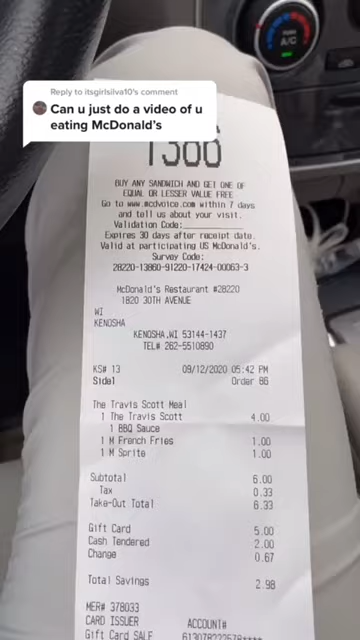 Reply to itsgirlsilva10's comment
Can u just do a video of u
eating McDonald's
1366
BUY ANY SANDWICH AND GET ONE OF
EQUAL OR LESSER VALUE FREE
Go to www.mcdvoice.com within 7 days
and tell us about your visit.
Validation Code:
Expires 30 days after receipt date.
Valid at participating US McDonald's.
Survey Code:
28220-13860-91220-17424-00063-3
McDonald's Restaurant #28220
1820 30TH AVENUE
WI
KENOSHA
KENOSHA,WI 53144-1437
TEL# 262-5510890
KS# 13 09/12/2020 05:42 PM
Side1 Order 66
The Travis Scott Meal
1 The Travis Scott 4.00
1 BBQ Sauce
1 M French Fries 1.00
1 M Sprite 1.00
Subtotal 6.00
Tax 0.33
Take-Out Total 6.33
Gift Card 5.00
Cash Tendered 2.00
Change 0.67
Total Savings 2.98
MER# 378033
CARD ISSUER ACCOUNT#
Gift Card SALE
PUSH
A/C